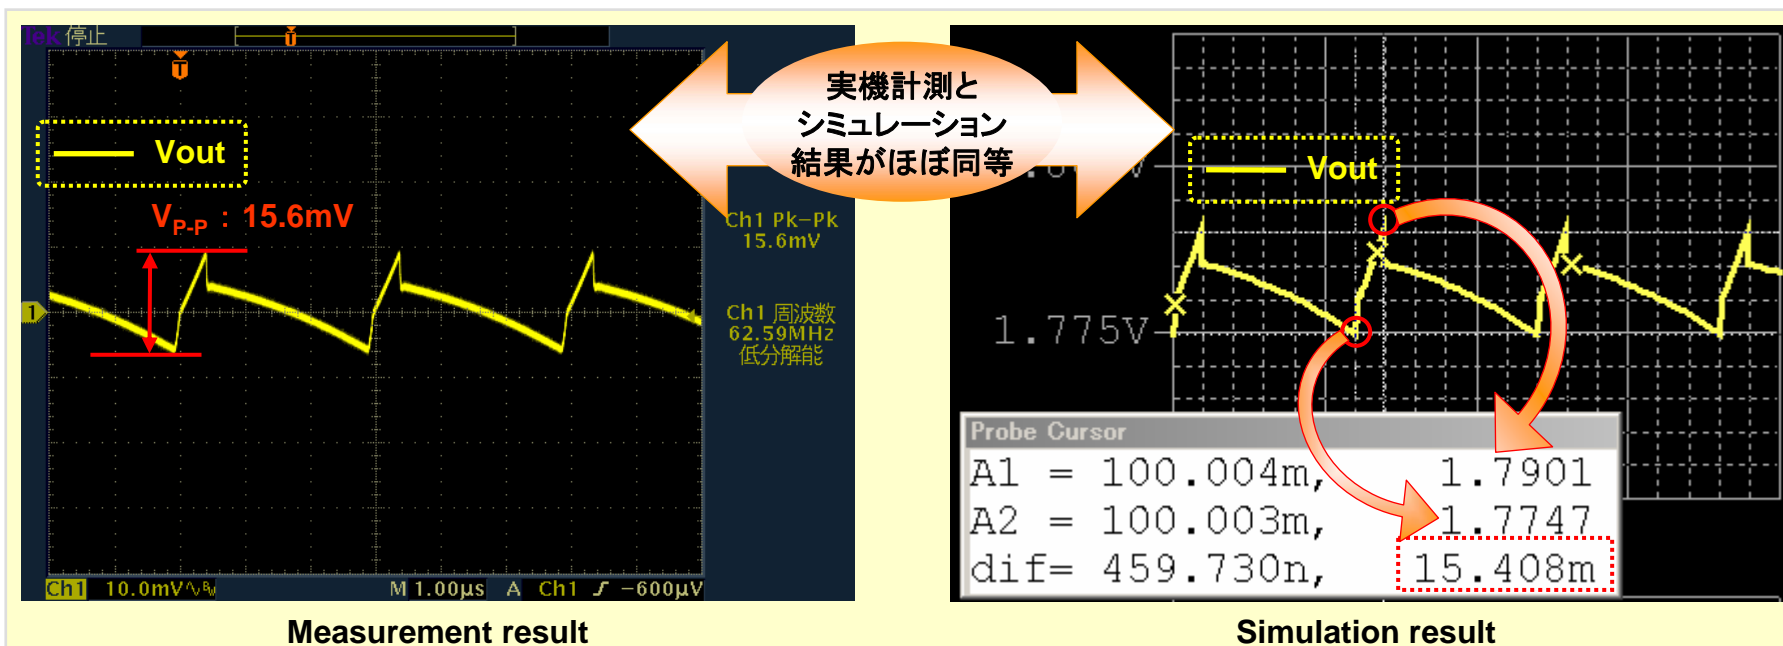 Tek 停止
T
T
Vout
VP-P：15.6mV
1
Ch1 Pk-Pk
15.6mV
Ch1 周波数
62.59MHz
低分解能
Ch1 10.0mV∿BW
M 1.00µs A Ch1 ƒ -600µV
Measurement result
実機計測と
シミュレーション
結果がほぼ同等
Vout
1.775V
Probe Cursor
A1 = 100.004m, 1.7901
A2 = 100.003m, 1.7747
dif= 459.730n, 15.408m
Simulation result